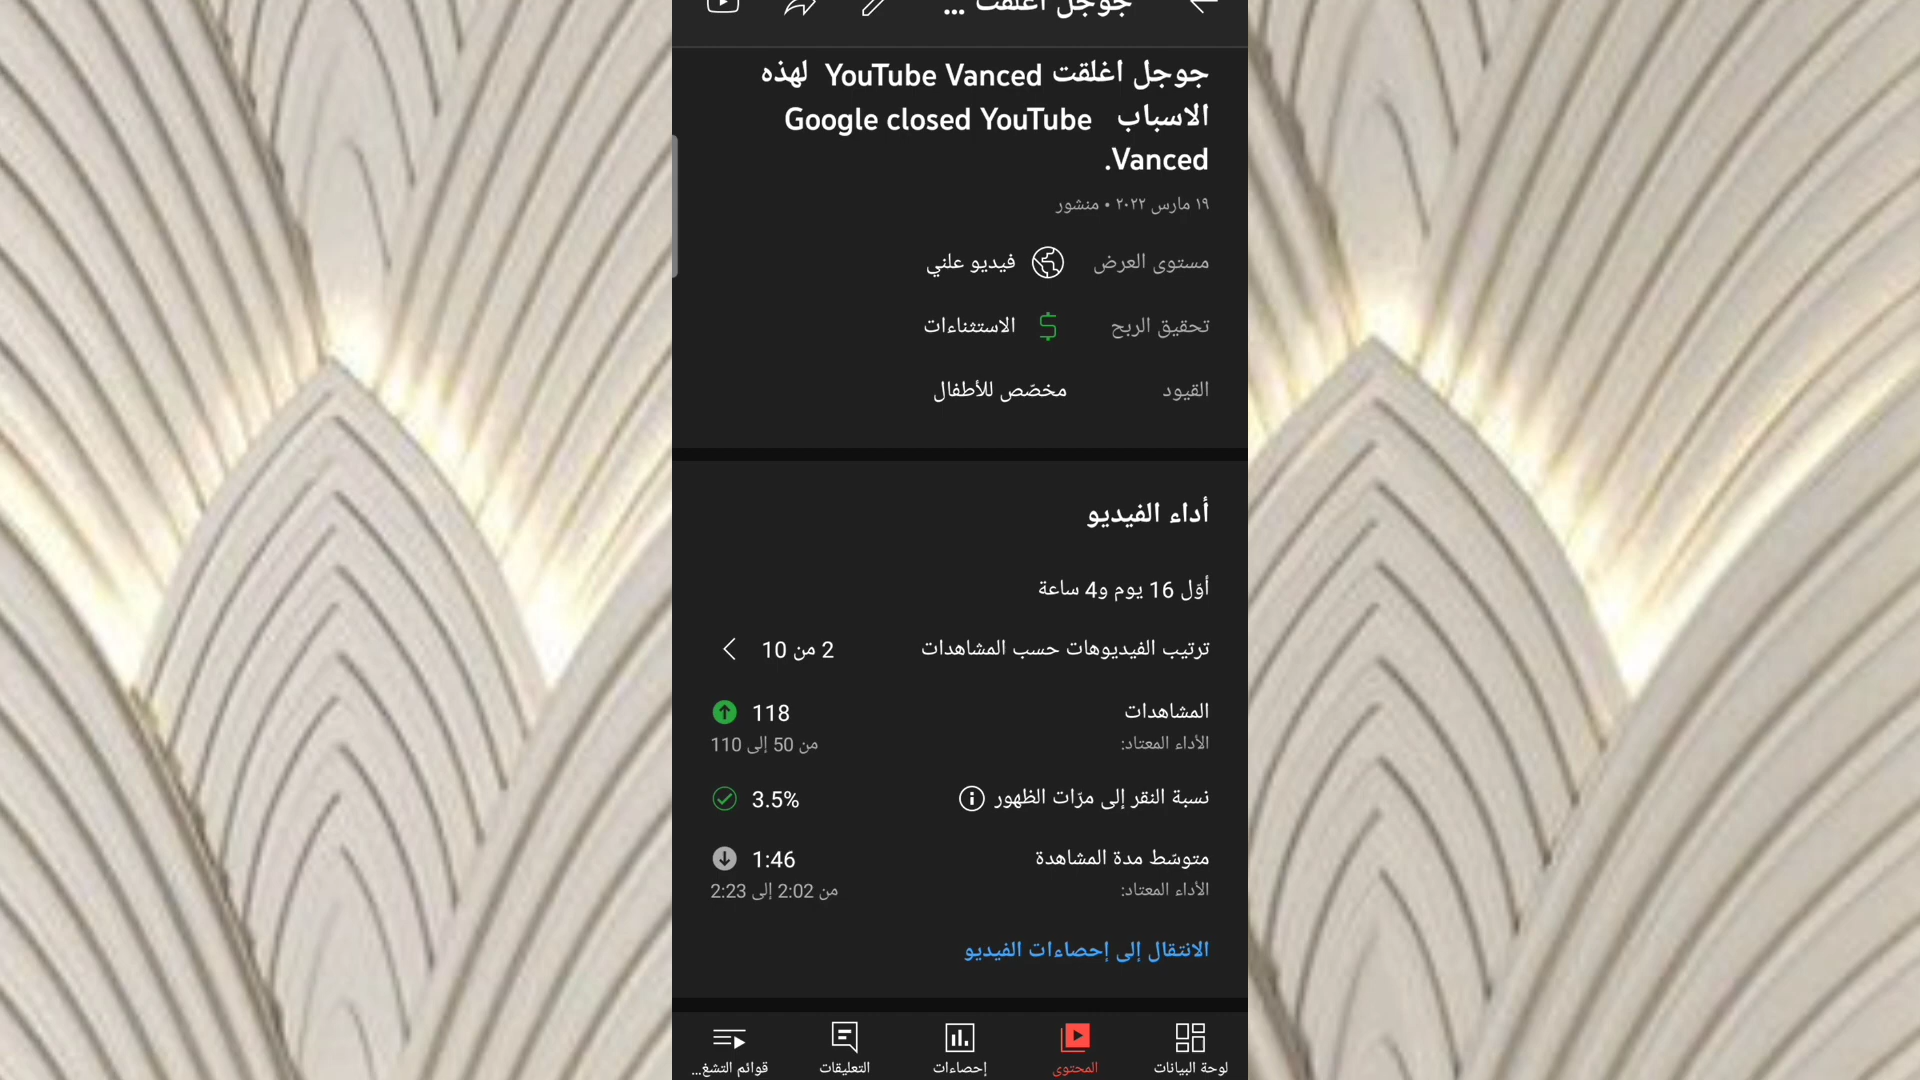 جوجل اغلقت ...
جوجل اغلقت YouTube Vanced لهذه
الاسباب Google closed YouTube
Vanced.
١٩ مارس ٢٠٢٢ • منشور
مستوى العرض فيديو علني
تحقيق الربح الاستثناءات
القيود مخصّص للأطفال
أداء الفيديو
أوّل 16 يوم و4 ساعة
ترتيب الفيديوهات حسب المشاهدات 2 من 10
المشاهدات 118
الأداء المعتاد: من 50 إلى 110
نسبة النقر إلى مرّات الظهور 3.5%
متوسّط مدة المشاهدة 1:46
الأداء المعتاد: من 2:02 إلى 2:23
الانتقال إلى إحصاءات الفيديو
لوحة البيانات المحتوى إحصاءات التعليقات قوائم التشغ...